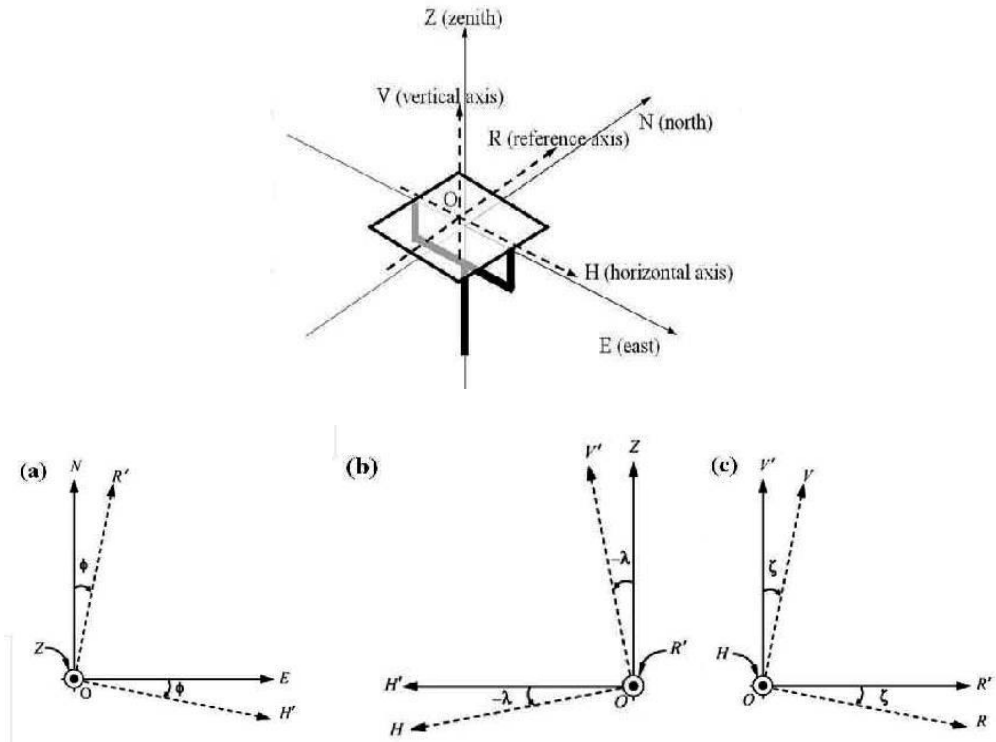 Z (zenith)
V (vertical axis)
N (north)
R (reference axis)
O
H (horizontal axis)
E (east)
(a)
N
R'
ϕ
Z
O
E
ϕ
H'
(b)
V'
Z
−λ
R'
H'
−λ
O
H
(c)
V'
V
ζ
H
O
R'
ζ
R